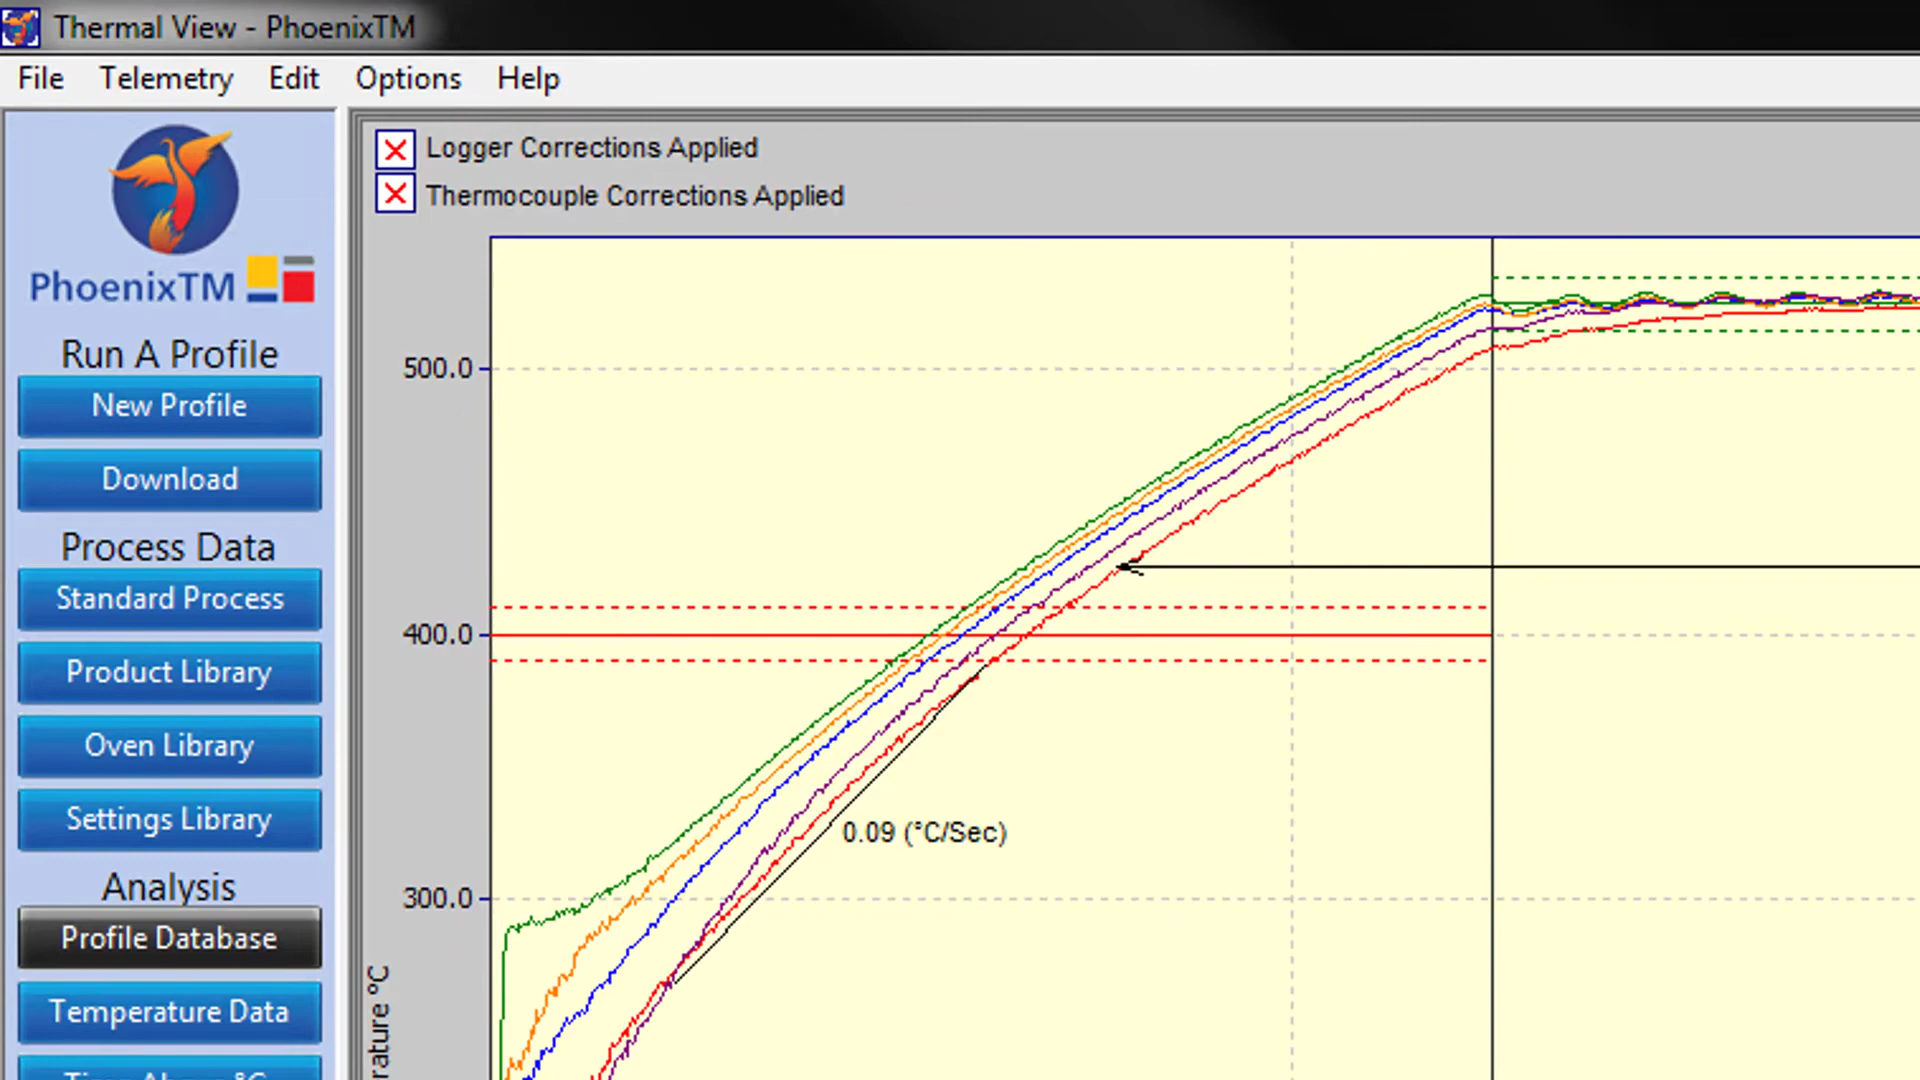 Thermal View - PhoenixTM
File Telemetry Edit Options Help
PhoenixTM
Run A Profile
New Profile
Download
Process Data
Standard Process
Product Library
Oven Library
Settings Library
Analysis
Profile Database
Temperature Data
Logger Corrections Applied
Thermocouple Corrections Applied
500.0
400.0
300.0
0.09 (°C/Sec)
rature °C